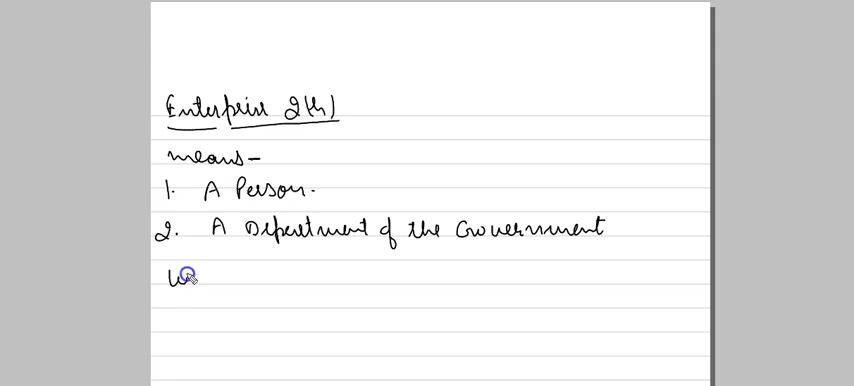 Enterprise 2(h)
means-
1. A Person.
2. A Department of the Government